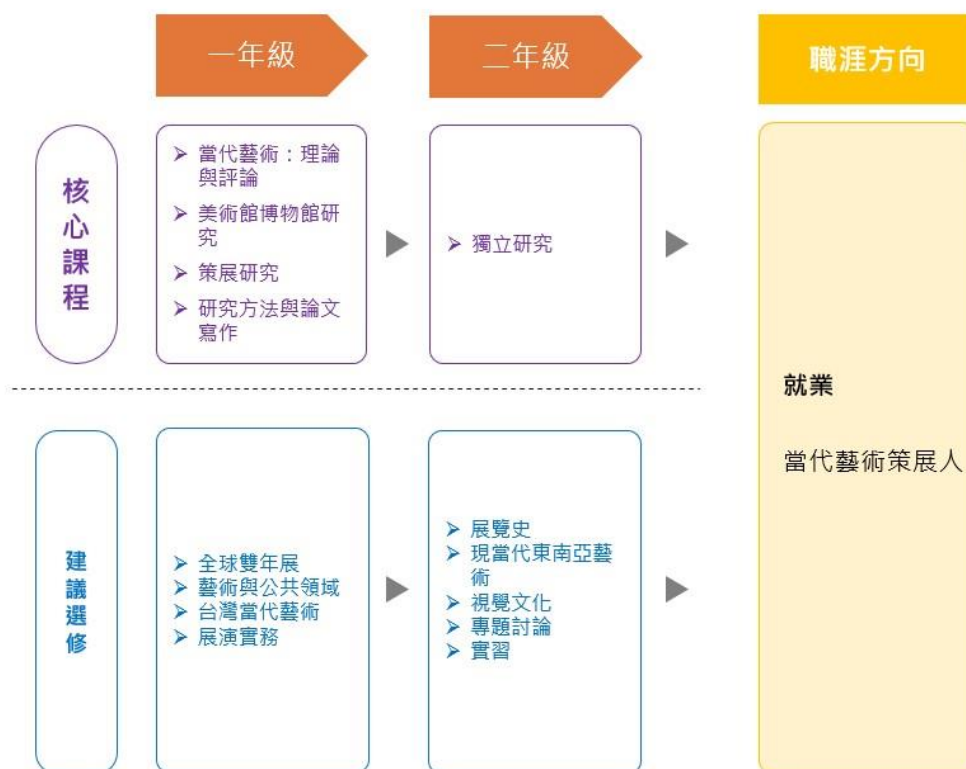 一年級
二年級
職涯方向
核
心
課
程
➤ 當代藝術：理論
與評論
➤ 美術館博物館研
究
➤ 策展研究
➤ 研究方法與論文
寫作
➤ 獨立研究
就業
當代藝術策展人
建
議
選
修
➤ 全球雙年展
➤ 藝術與公共領域
➤ 台灣當代藝術
➤ 展演實務
➤ 展覽史
➤ 現當代東南亞藝
術
➤ 視覺文化
➤ 專題討論
➤ 實習